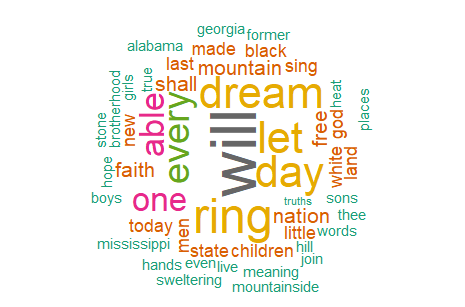 georgia
former
alabama
made
black
last
mountain
sing
true
shall
dream
heat
girls
brotherhood
stone
new
able
every
will
let
free
god
places
hope
faith
day
white
land
boys
one
truths
sons
ring
nation
thee
today
men
little
words
mississippi
state
children
hill
join
hands
even
live
meaning
sweltering
mountainside